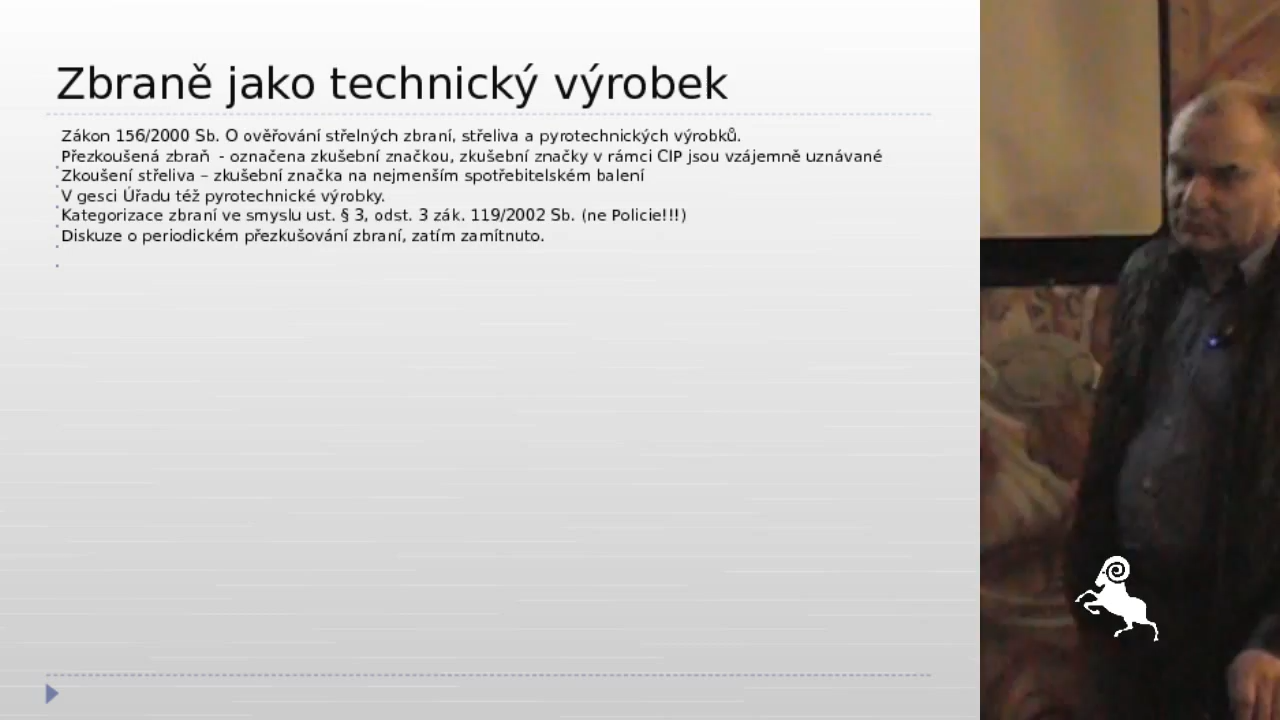 Zbraně jako technický výrobek
Zákon 156/2000 Sb. O ověřování střelných zbraní, střeliva a pyrotechnických výrobků.
Přezkoušená zbraň - označena zkušební značkou, zkušební značky v rámci CIP jsou vzájemně uznávané
Zkoušení střeliva – zkušební značka na nejmenším spotřebitelském balení
V gesci Úřadu též pyrotechnické výrobky.
Kategorizace zbraní ve smyslu ust. § 3, odst. 3 zák. 119/2002 Sb. (ne Policie!!!)
Diskuze o periodickém přezkušování zbraní, zatím zamítnuto.